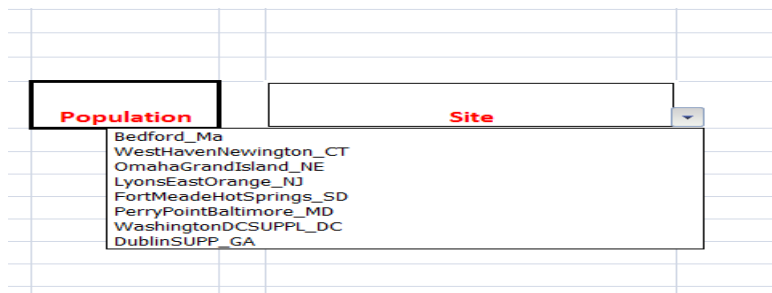 Population Site
Bedford_Ma
WestHavenNewington_CT
OmahaGrandIsland_NE
LyonsEastOrange_NJ
FortMeadeHotSprings_SD
PerryPointBaltimore_MD
WashingtonDCSUPPL_DC
DublinSUPP_GA